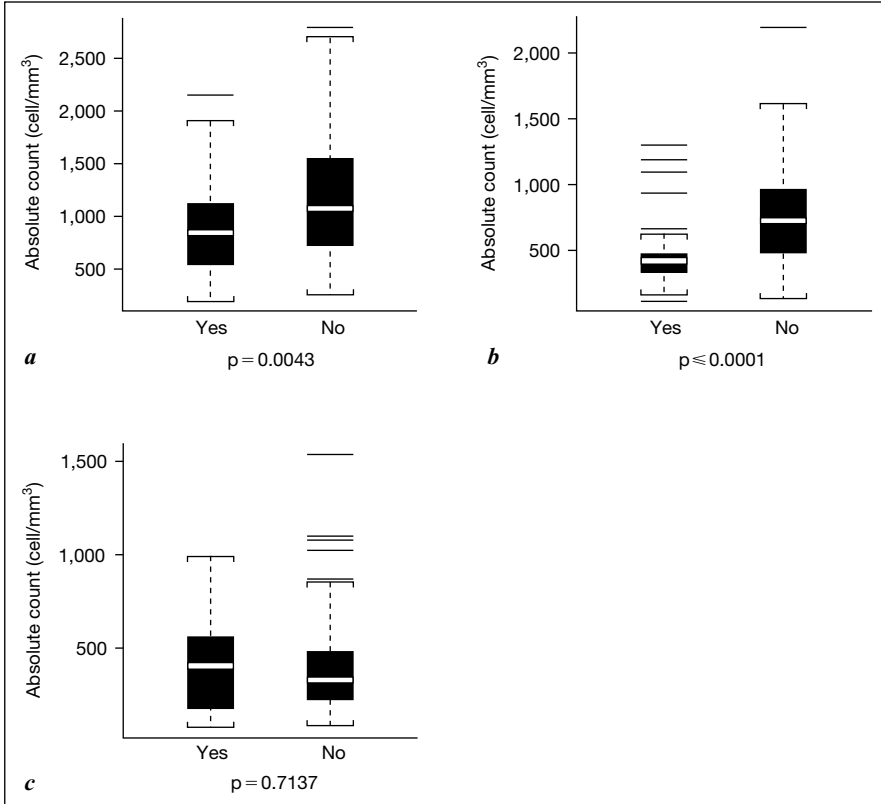 Absolute count (cell/mm³)
2,500
2,000
1,500
1,000
500
Yes No
a p = 0.0043
Absolute count (cell/mm³)
2,000
1,500
1,000
500
Yes No
b p ≤ 0.0001
Absolute count (cell/mm³)
1,500
1,000
500
Yes No
c p = 0.7137